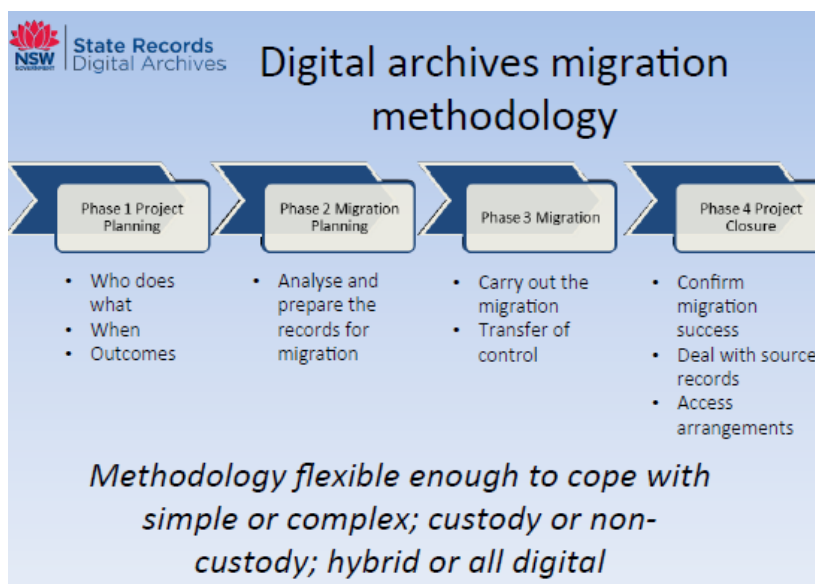 State Records
Digital Archives
NSW
GOVERNMENT
Digital archives migration
methodology
Phase 1 Project
Planning
Phase 2 Migration
Planning
Phase 3 Migration
Phase 4 Project
Closure
• Who does
what
• When
• Outcomes
• Analyse and
prepare the
records for
migration
• Carry out the
migration
• Transfer of
control
• Confirm
migration
success
• Deal with source
records
• Access
arrangements
Methodology flexible enough to cope with
simple or complex; custody or non-
custody; hybrid or all digital